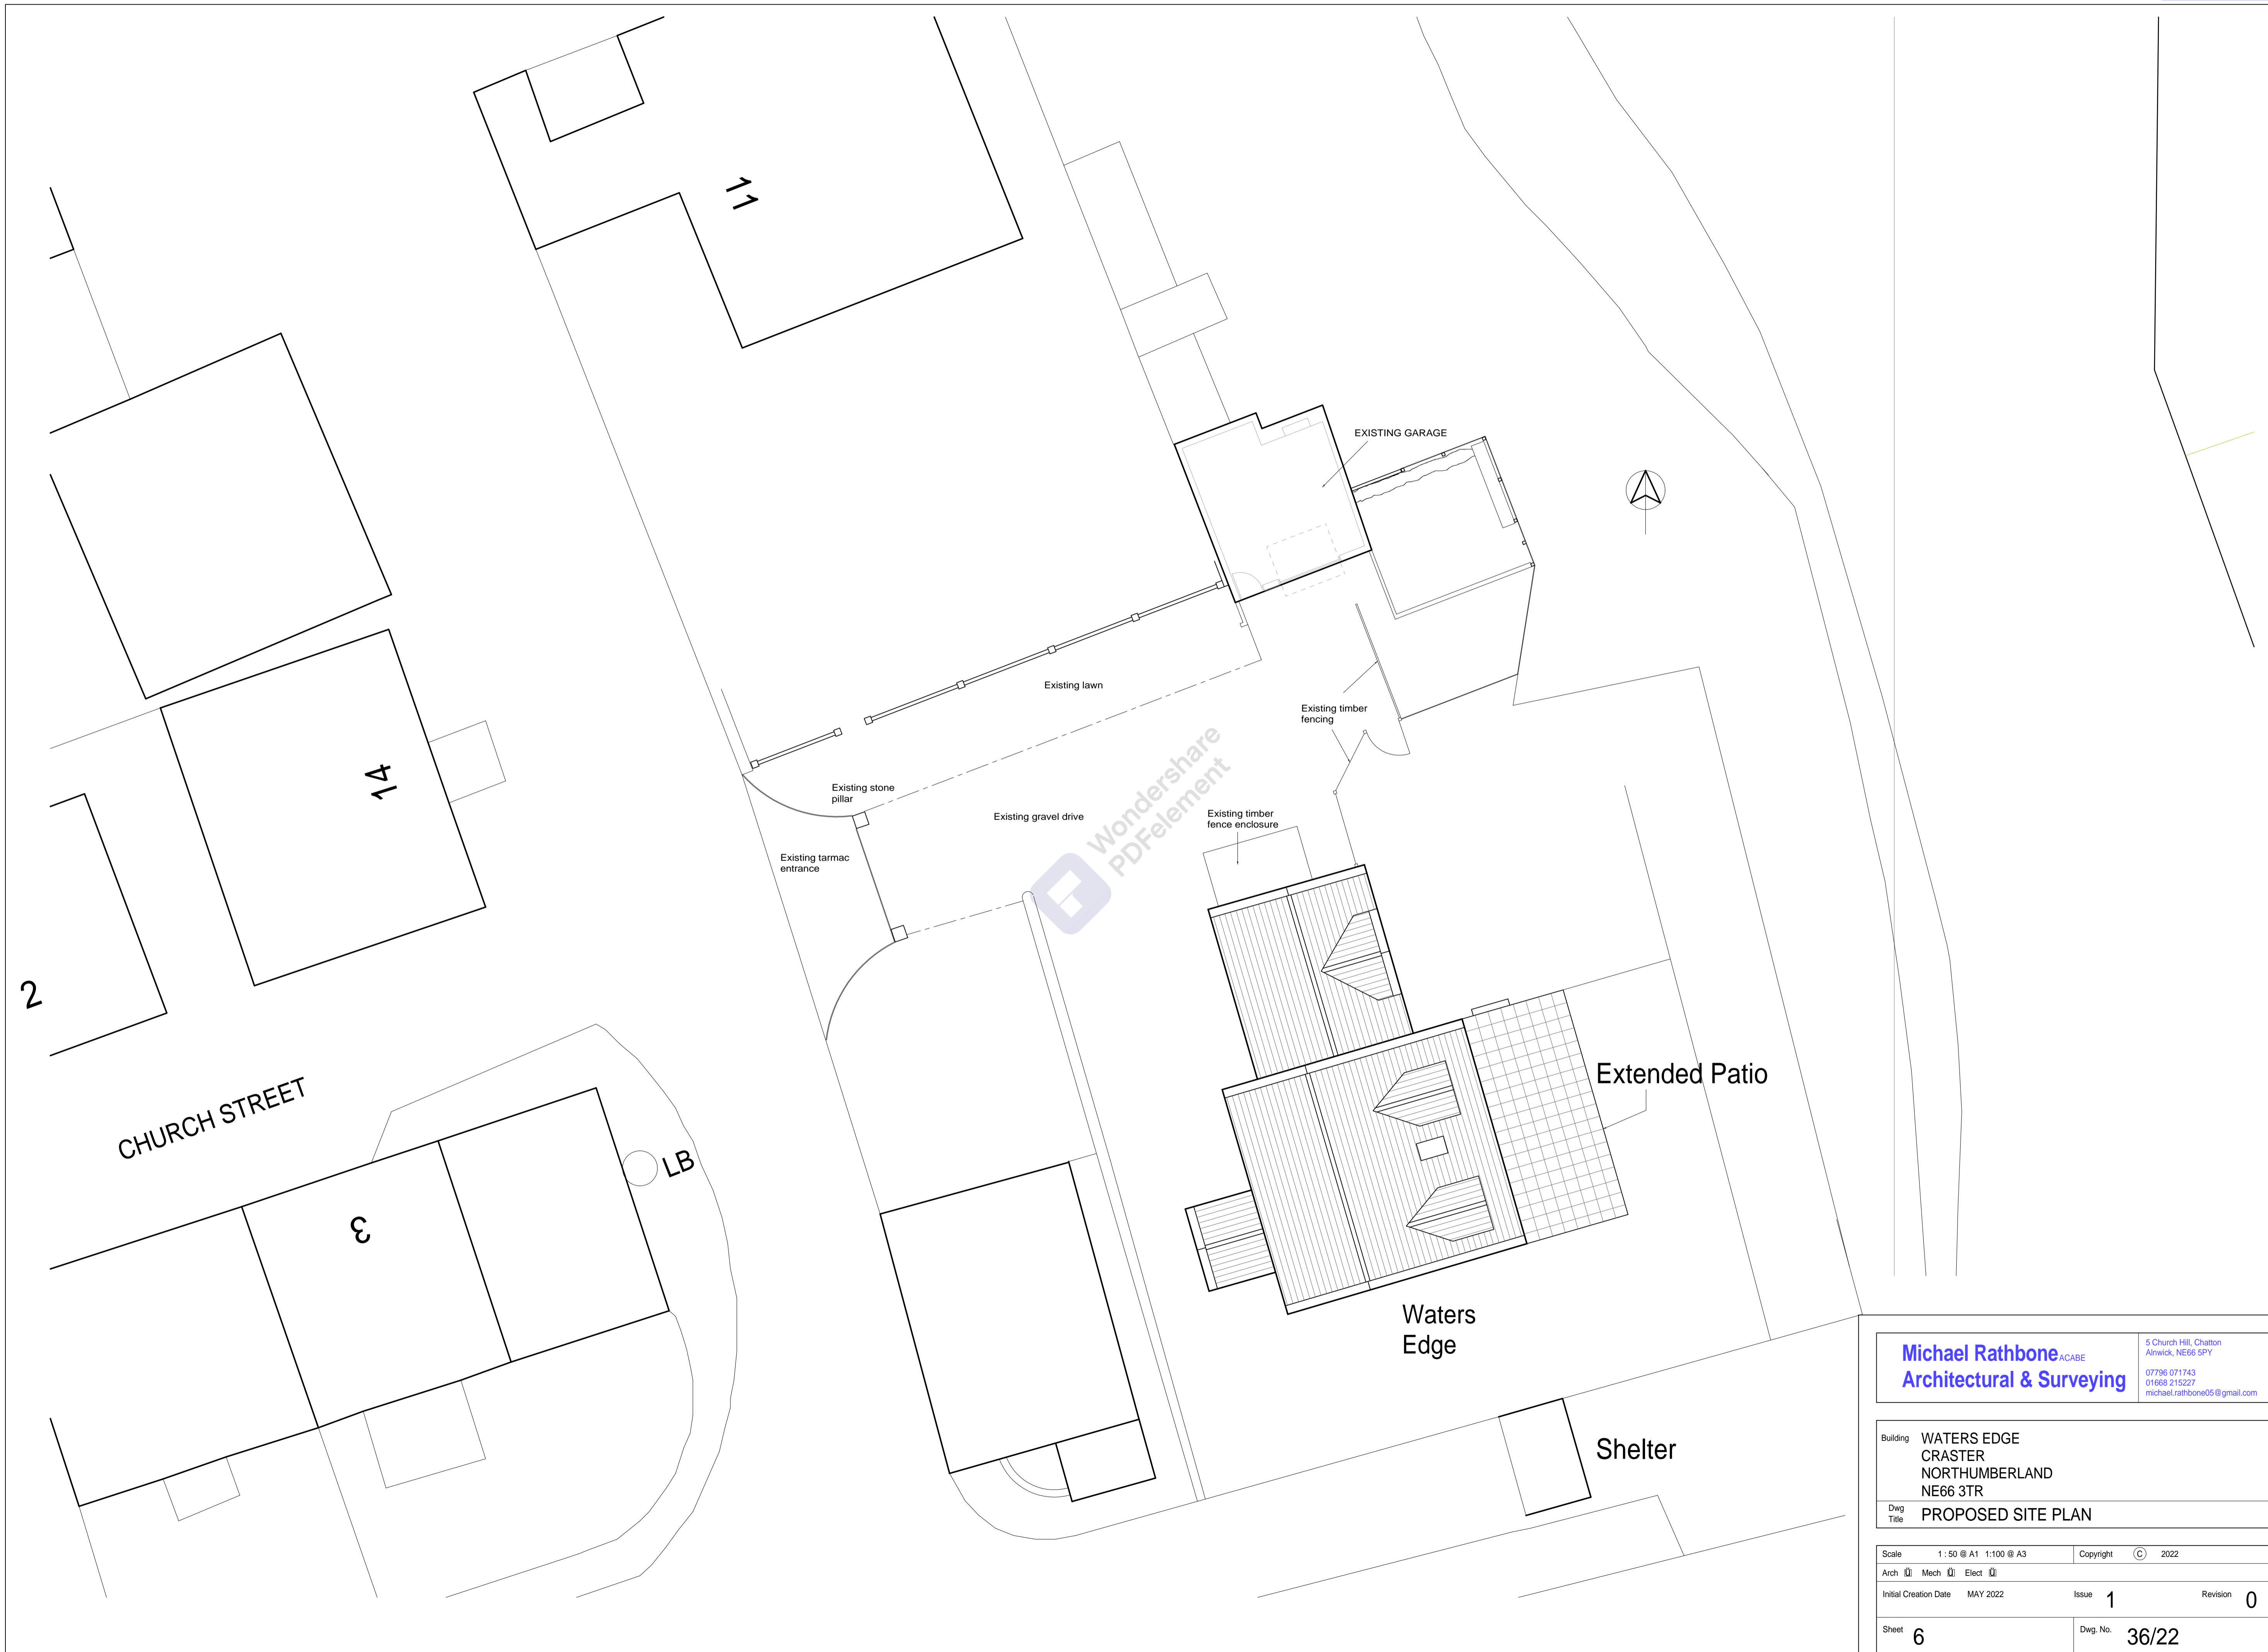 11
EXISTING GARAGE
Existing lawn
Existing timber
fencing
14
Existing stone
pillar
Existing gravel drive
Existing timber
fence enclosure
Existing tarmac
entrance
Wondershare
PDFelement
2
CHURCH STREET
Extended Patio
LB
3
Waters
Edge
Shelter
Michael Rathbone ACABE
Architectural & Surveying
5 Church Hill, Chatton
Alnwick, NE66 5PY
07796 071743
01668 215227
michael.rathbone05@gmail.com
Building WATERS EDGE
CRASTER
NORTHUMBERLAND
NE66 3TR
Dwg
Title PROPOSED SITE PLAN
Scale 1 : 50 @ A1 1:100 @ A3 Copyright C 2022
Arch Ü Mech Ü Elect Ü
Initial Creation Date MAY 2022 Issue 1 Revision 0
Sheet 6 Dwg. No. 36/22